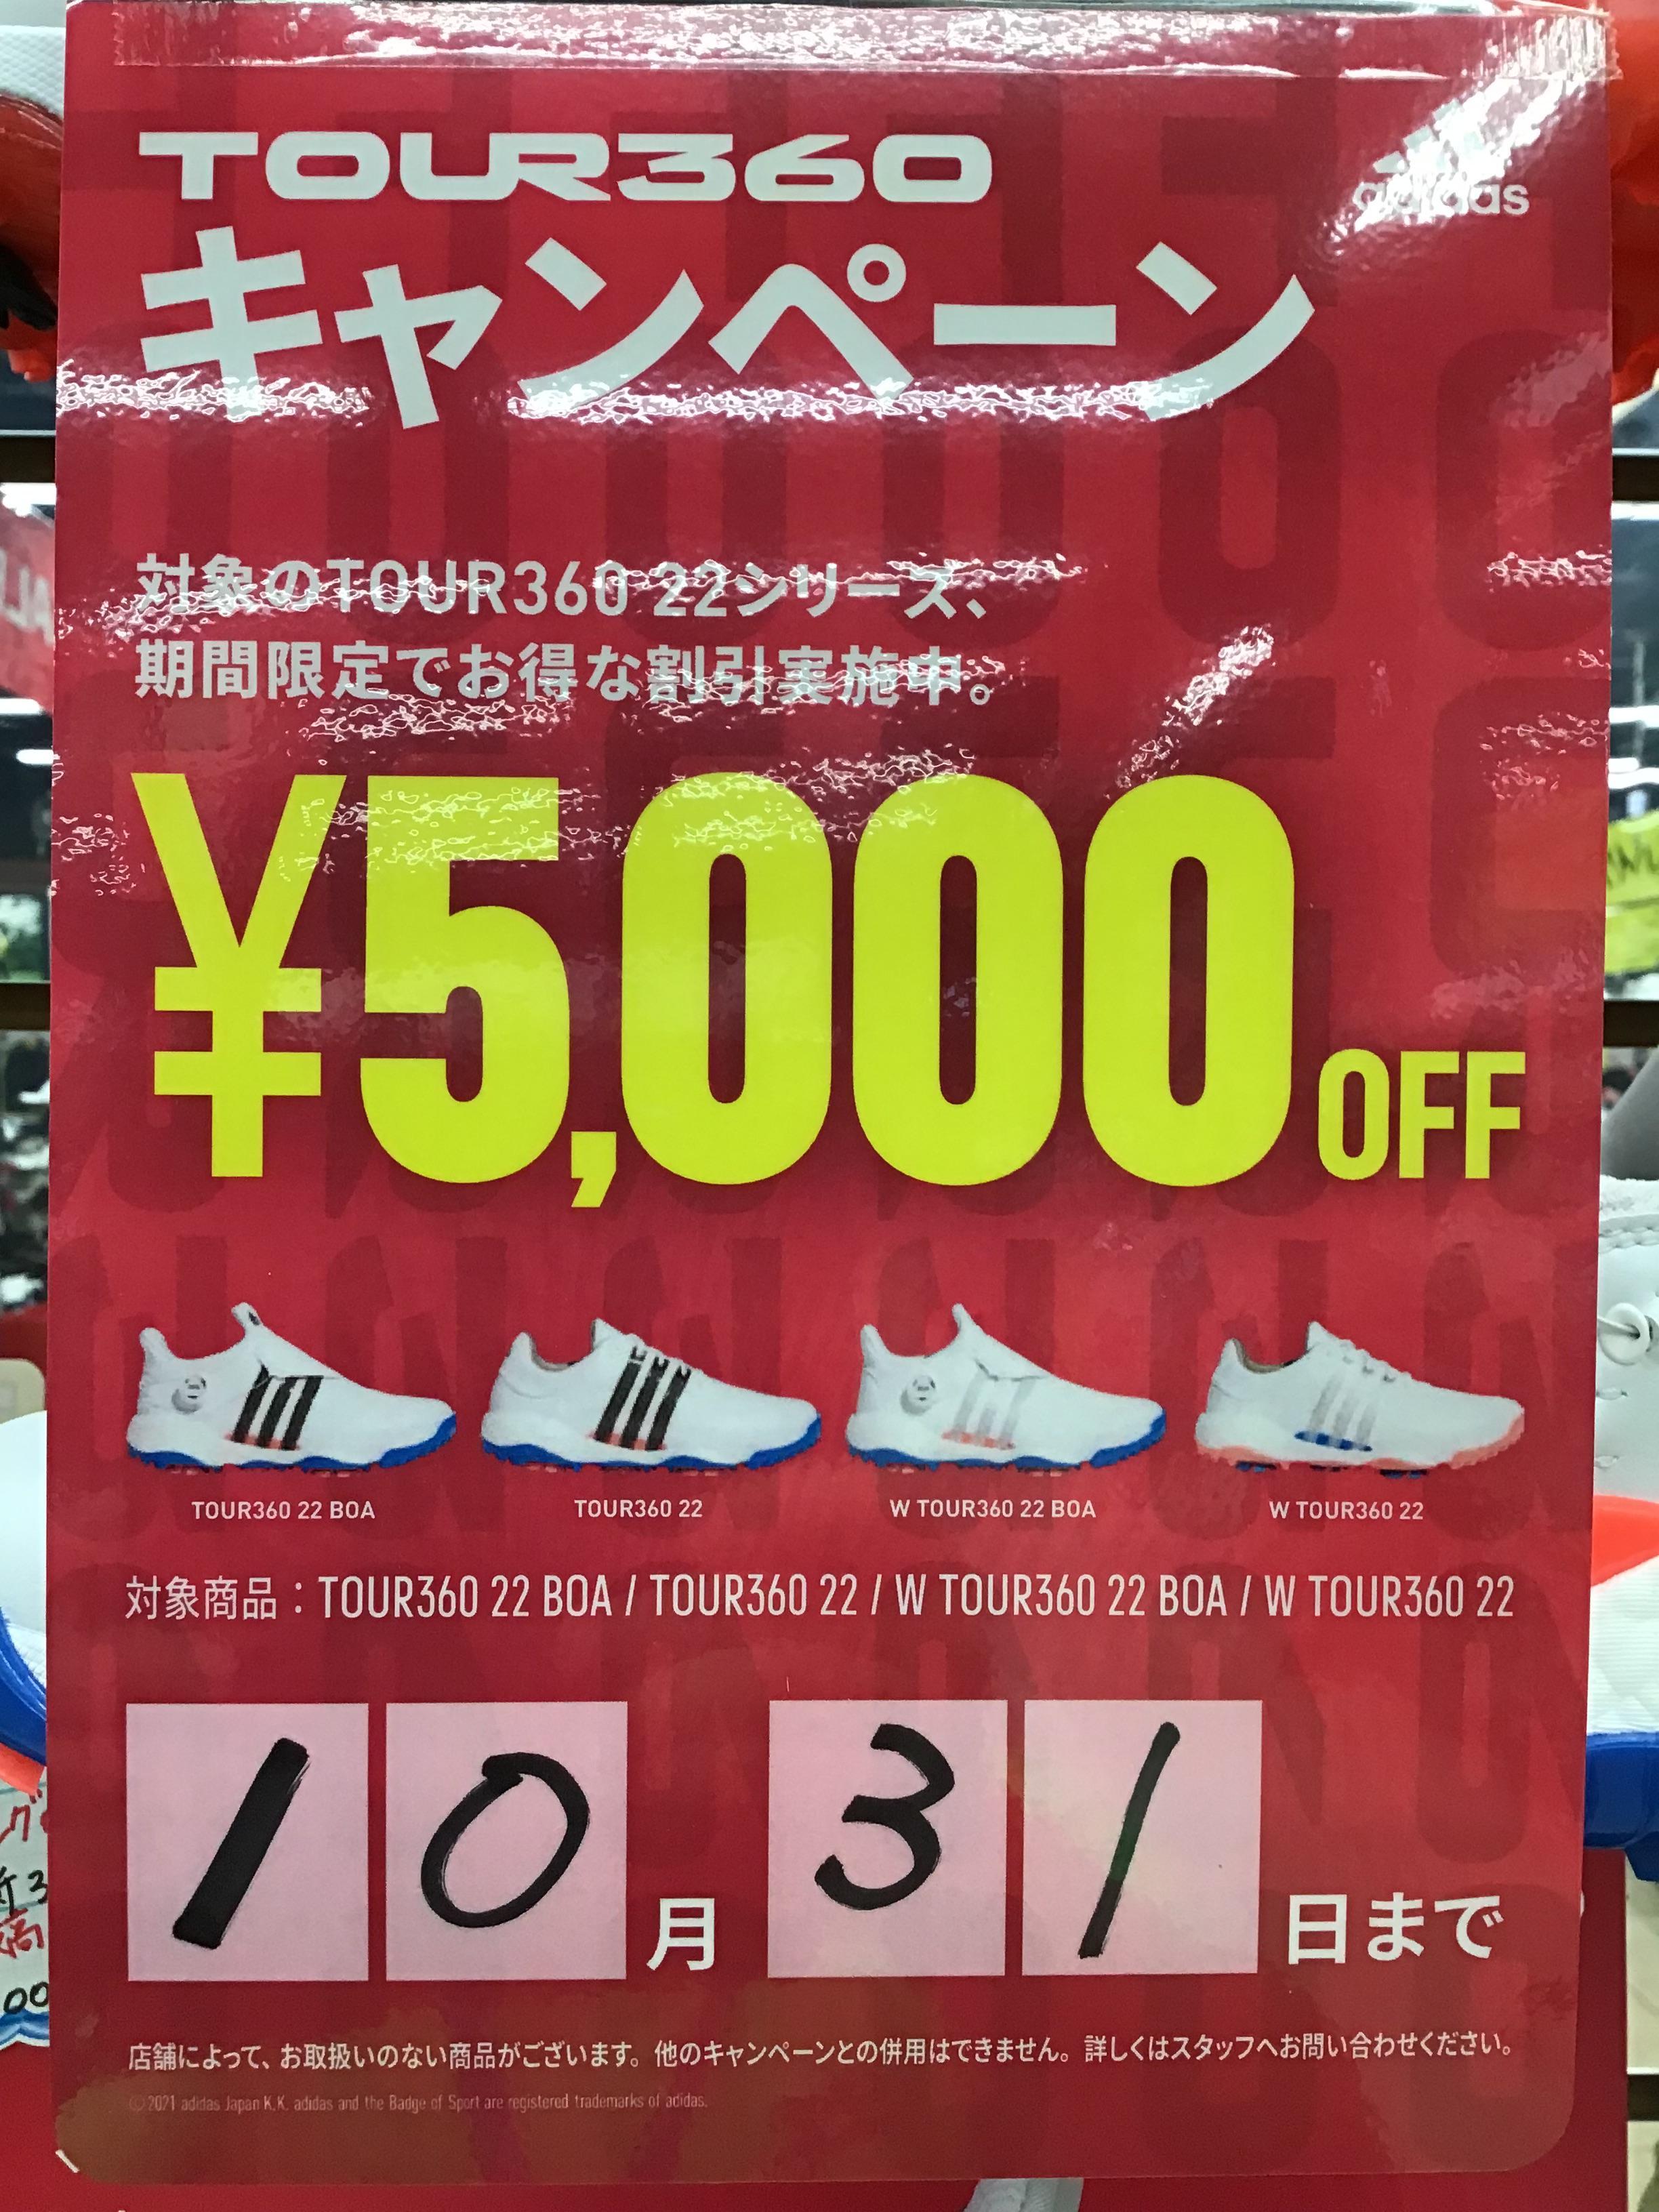 TOUR360
adidas
キャンペーン
対象のTOUR360 22シリーズ、
期間限定でお得な割引実施中。
¥5,000 OFF
TOUR360 22 BOA
TOUR360 22
W TOUR360 22 BOA
W TOUR360 22
対象商品：TOUR360 22 BOA / TOUR360 22 / W TOUR360 22 BOA / W TOUR360 22
10月31日まで
店舗によって、お取扱いのない商品がございます。他のキャンペーンとの併用はできません。詳しくはスタッフへお問い合わせください。
©2021 adidas Japan K.K. adidas and the Badge of Sport are registered trademarks of adidas.